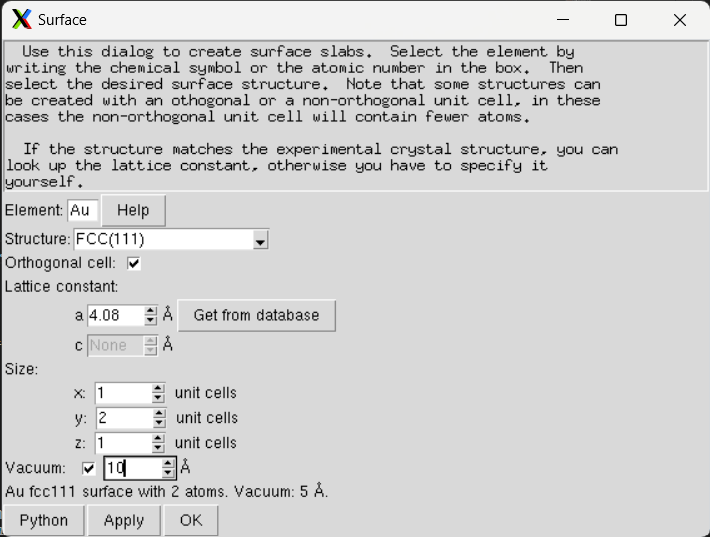 Surface
Use this dialog to create surface slabs.  Select the element by
writing the chemical symbol or the atomic number in the box.  Then
select the desired surface structure.  Note that some structures can
be created with an othogonal or a non-orthogonal unit cell, in these
cases the non-orthogonal unit cell will contain fewer atoms.
If the structure matches the experimental crystal structure, you can
look up the lattice constant, otherwise you have to specify it
yourself.
Element: Au Help
Structure: FCC(111)
Orthogonal cell:
Lattice constant:
a 4.08 Å Get from database
c None Å
Size:
x: 1 unit cells
y: 2 unit cells
z: 1 unit cells
Vacuum: 10 Å
Au fcc111 surface with 2 atoms. Vacuum: 5 Å.
Python Apply OK